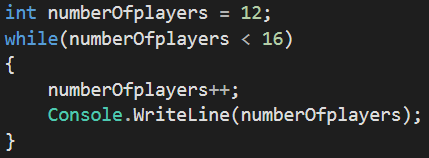 int numberOfplayers = 12;
while(numberOfplayers < 16)
{
    numberOfplayers++;
    Console.WriteLine(numberOfplayers);
}